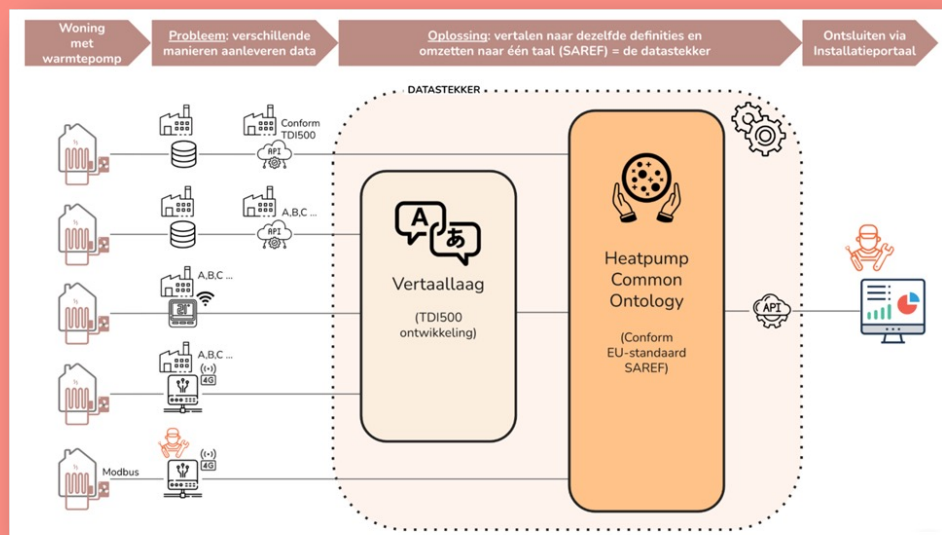 Woning
met
warmtepomp
Probleem: verschillende
manieren aanleveren data
Oplossing: vertalen naar dezelfde definities en
omzetten naar één taal (SAREF) = de datastekker
Ontsluiten via
Installatieportaal
DATASTEKKER
Conform
TDI500
API
A,B,C ...
API
A,B,C ...
A,B,C ...
4G
Modbus
4G
A
あ
Vertaallaag
(TDI500
ontwikkeling)
Heatpump
Common
Ontology
(Conform
EU-standaard
SAREF)
API